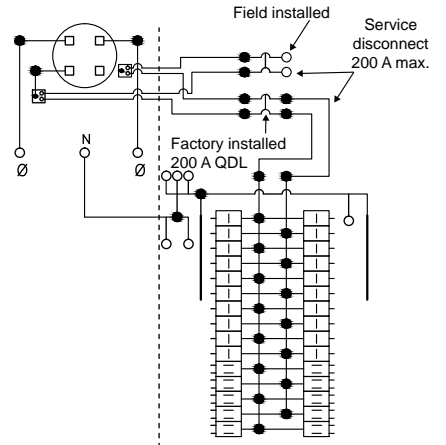 Field installed
Service
disconnect
200 A max.
N
Factory installed
200 A QDL
Ø
Ø